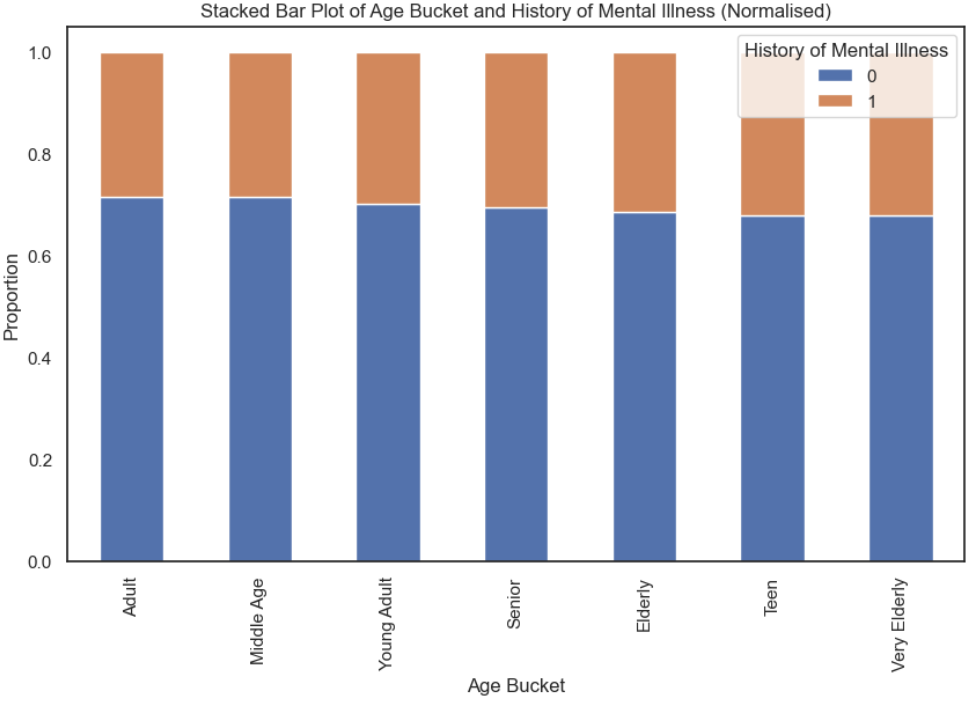 Stacked Bar Plot of Age Bucket and History of Mental Illness (Normalised)
History of Mental Illness
0
1
1.0
0.8
0.6
0.4
0.2
0.0
Proportion
Adult
Middle Age
Young Adult
Senior
Elderly
Teen
Very Elderly
Age Bucket